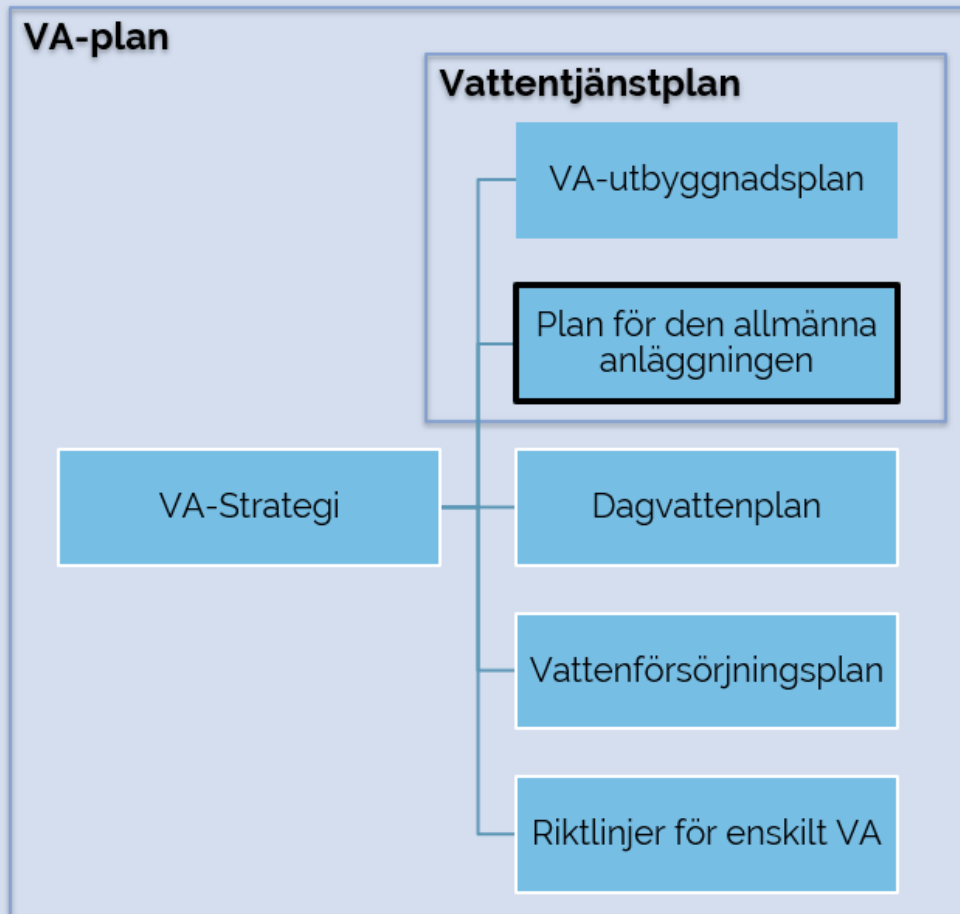 VA-plan
Vattentjänstplan
VA-utbyggnadsplan
Plan för den allmänna
anläggningen
VA-Strategi
Dagvattenplan
Vattenförsörjningsplan
Riktlinjer för enskilt VA